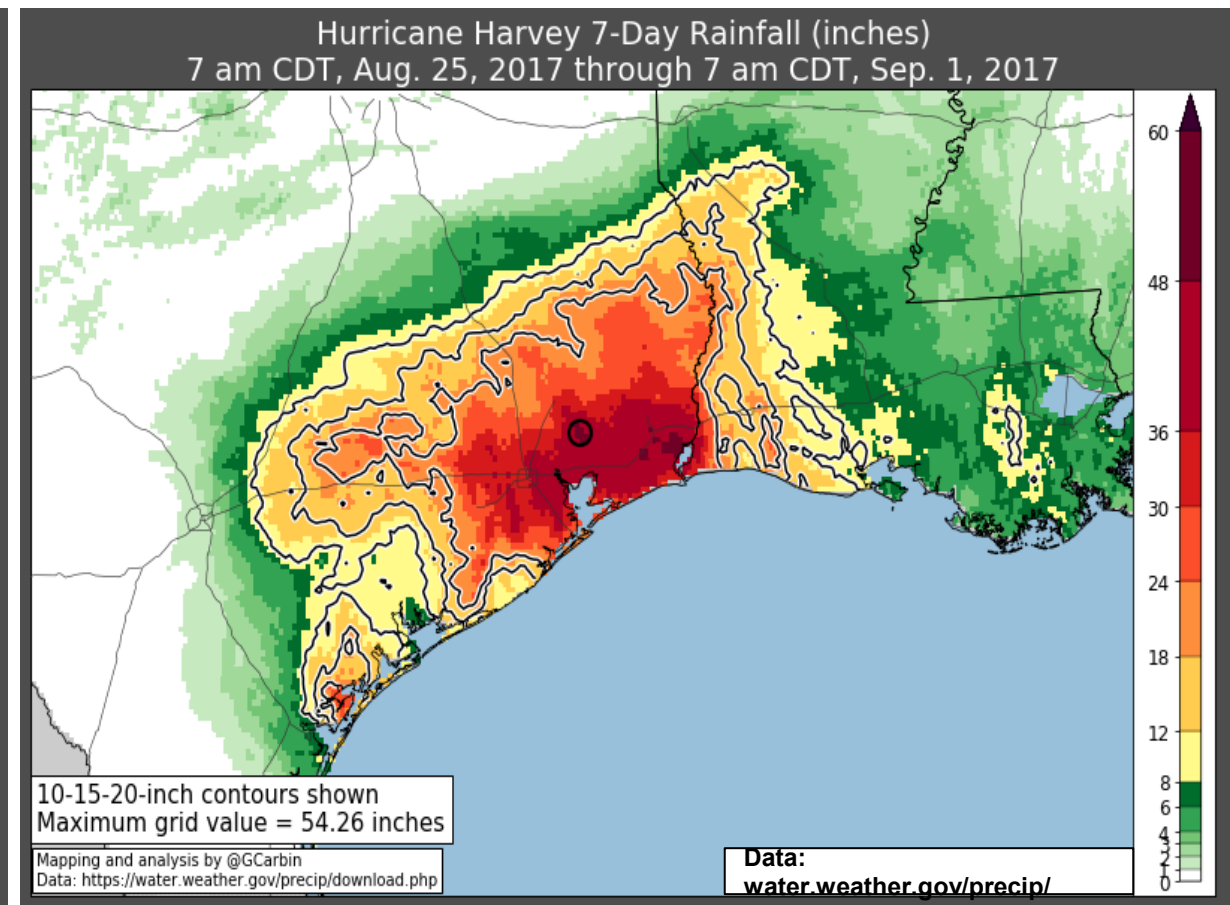 Hurricane Harvey 7-Day Rainfall (inches)
7 am CDT, Aug. 25, 2017 through 7 am CDT, Sep. 1, 2017
60
48
36
30
24
18
12
8
6
4
3
2
1
0
10-15-20-inch contours shown
Maximum grid value = 54.26 inches
Mapping and analysis by @GCarbin
Data: https://water.weather.gov/precip/download.php
Data:
water.weather.gov/precip/